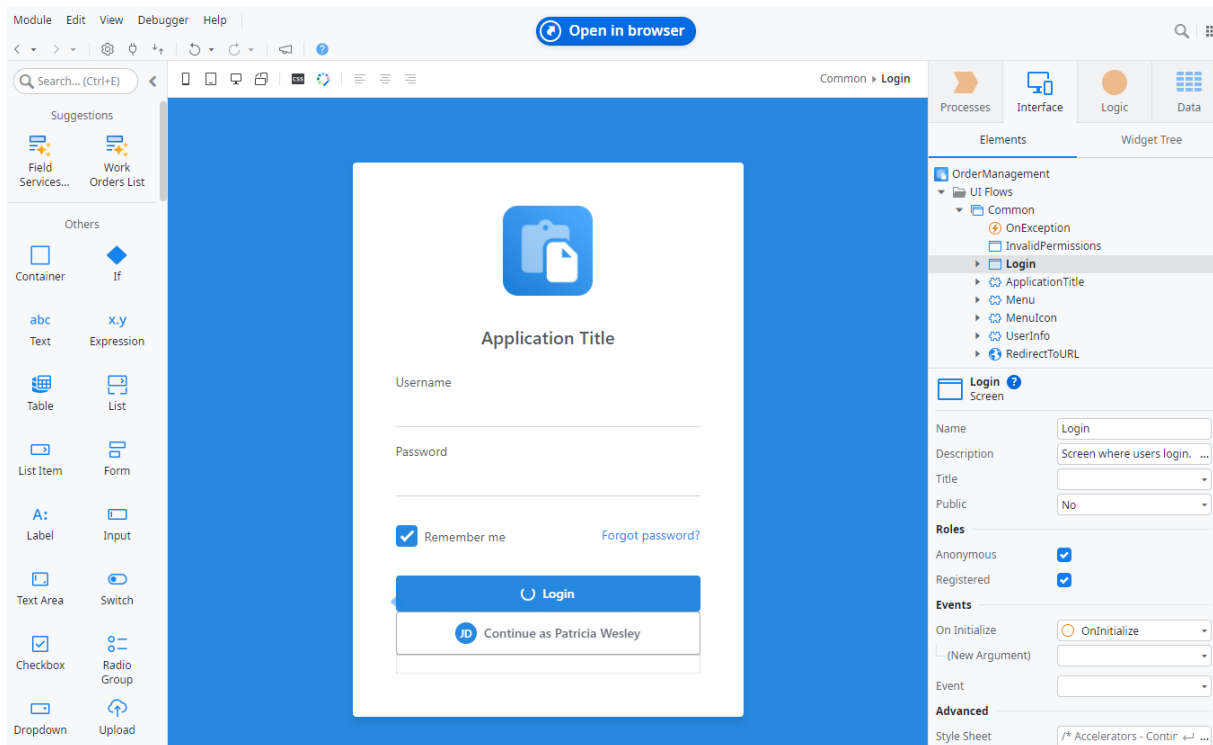 Module Edit View Debugger Help
Open in browser
Search... (Ctrl+E)
css
Common Login
Processes
Interface
Logic
Data
Suggestions
Field
Services...
Work
Orders List
Others
Container
If
abc
Text
x.y
Expression
Table
List
List Item
Form
A:
Label
Input
Text Area
Switch
Checkbox
Radio
Group
Dropdown
Upload
Application Title
Username
Password
Remember me
Forgot password?
Login
JD Continue as Patricia Wesley
Elements
Widget Tree
OrderManagement
UI Flows
Common
OnException
InvalidPermissions
Login
ApplicationTitle
Menu
MenuIcon
UserInfo
RedirectToURL
Login ?
Screen
Name Login
Description Screen where users login. ...
Title
Public No
Roles
Anonymous
Registered
Events
On Initialize OnInitialize
(New Argument)
Event
Advanced
Style Sheet /* Accelerators - Contir ...